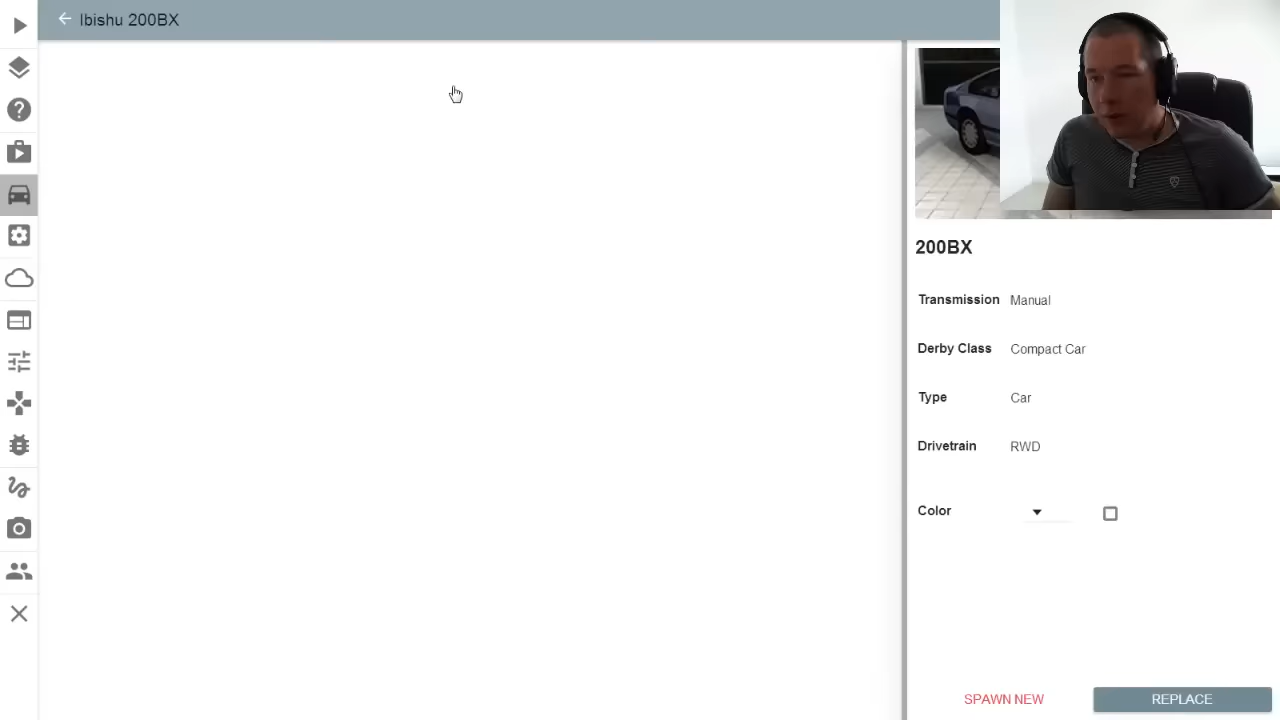 Ibishu 200BX
200BX
Transmission Manual
Derby Class Compact Car
Type Car
Drivetrain RWD
Color
SPAWN NEW REPLACE